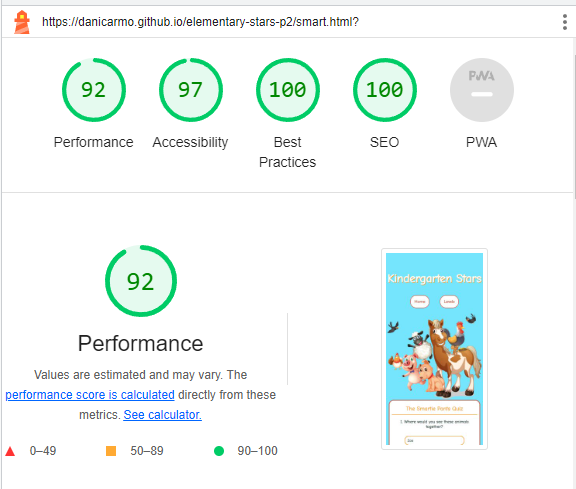 https://danicarmo.github.io/elementary-stars-p2/smart.html?
92
97
100
100
PWA
Performance
Accessibility
Best
Practices
SEO
PWA
92
Performance
Values are estimated and may vary. The
performance score is calculated directly from these
metrics. See calculator.
0–49
50–89
90–100
Kindergarten Stars
Home
Levels
The Smartie Pants Quiz
1. Where would you see these animals
together?
Zoo